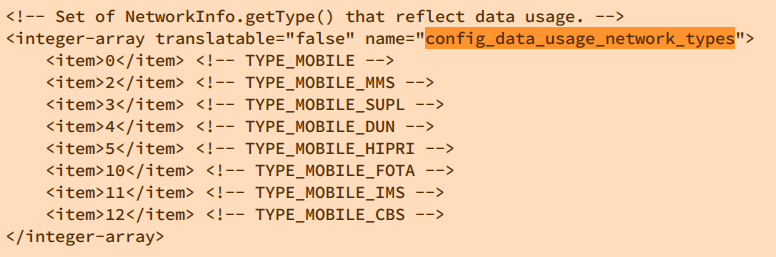 <!-- Set of NetworkInfo.getType() that reflect data usage. -->
<integer-array translatable="false" name="config_data_usage_network_types">
    <item>0</item> <!-- TYPE_MOBILE -->
    <item>2</item> <!-- TYPE_MOBILE_MMS -->
    <item>3</item> <!-- TYPE_MOBILE_SUPL -->
    <item>4</item> <!-- TYPE_MOBILE_DUN -->
    <item>5</item> <!-- TYPE_MOBILE_HIPRI -->
    <item>10</item> <!-- TYPE_MOBILE_FOTA -->
    <item>11</item> <!-- TYPE_MOBILE_IMS -->
    <item>12</item> <!-- TYPE_MOBILE_CBS -->
</integer-array>